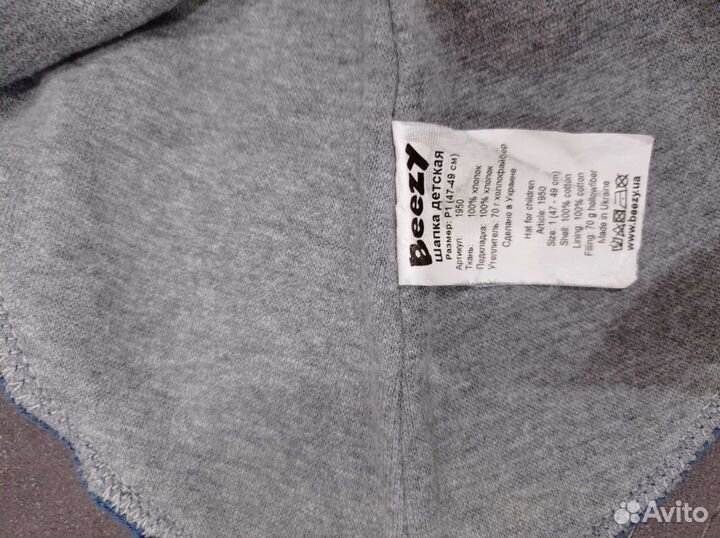 Beezy
Шапка детская
Размер: Р1 (47-49 см)
Артикул: 1950
Ткань: 100% хлопок
Подкладка: 100% хлопок
Утеплитель: 70 г холлофайбер
Сделано в Украине
Hat for children
Article: 1950
Size: 1 (47 - 49 cm)
Shell: 100% cotton
Lining: 100% cotton
Filling: 70 g hollowfiber
Made in Ukraine
www.beezy.ua
Avito